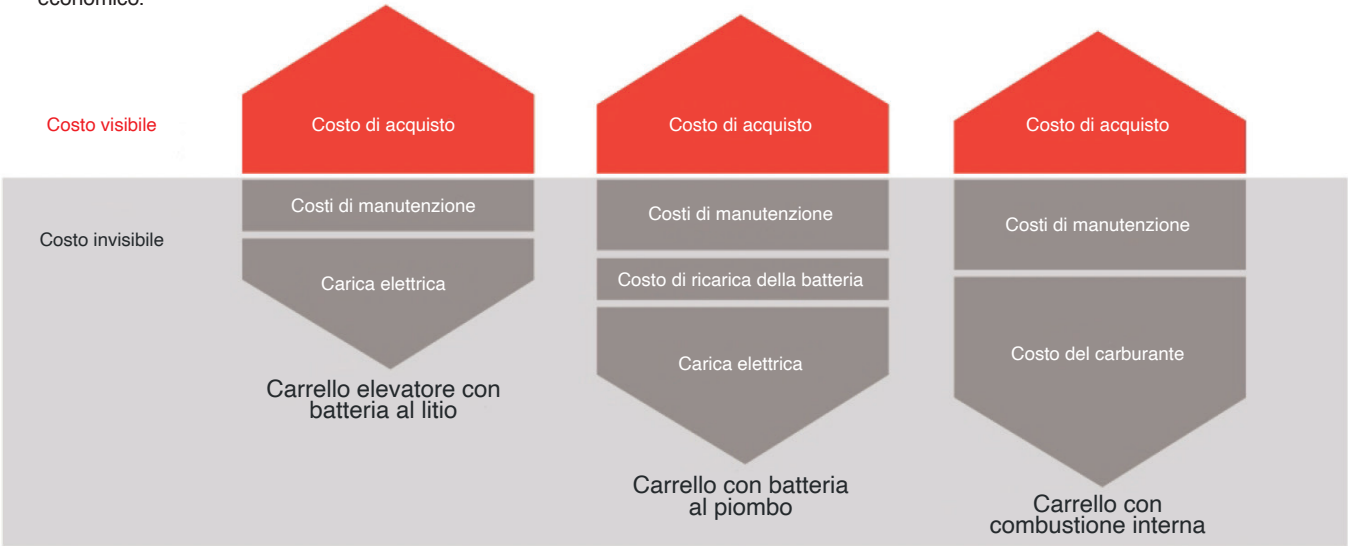 economico.
Costo visibile
Costo di acquisto
Costo di acquisto
Costo di acquisto
Costo invisibile
Costi di manutenzione
Carica elettrica
Carrello elevatore con
batteria al litio
Costi di manutenzione
Costo di ricarica della batteria
Carica elettrica
Carrello con batteria
al piombo
Costi di manutenzione
Costo del carburante
Carrello con
combustione interna